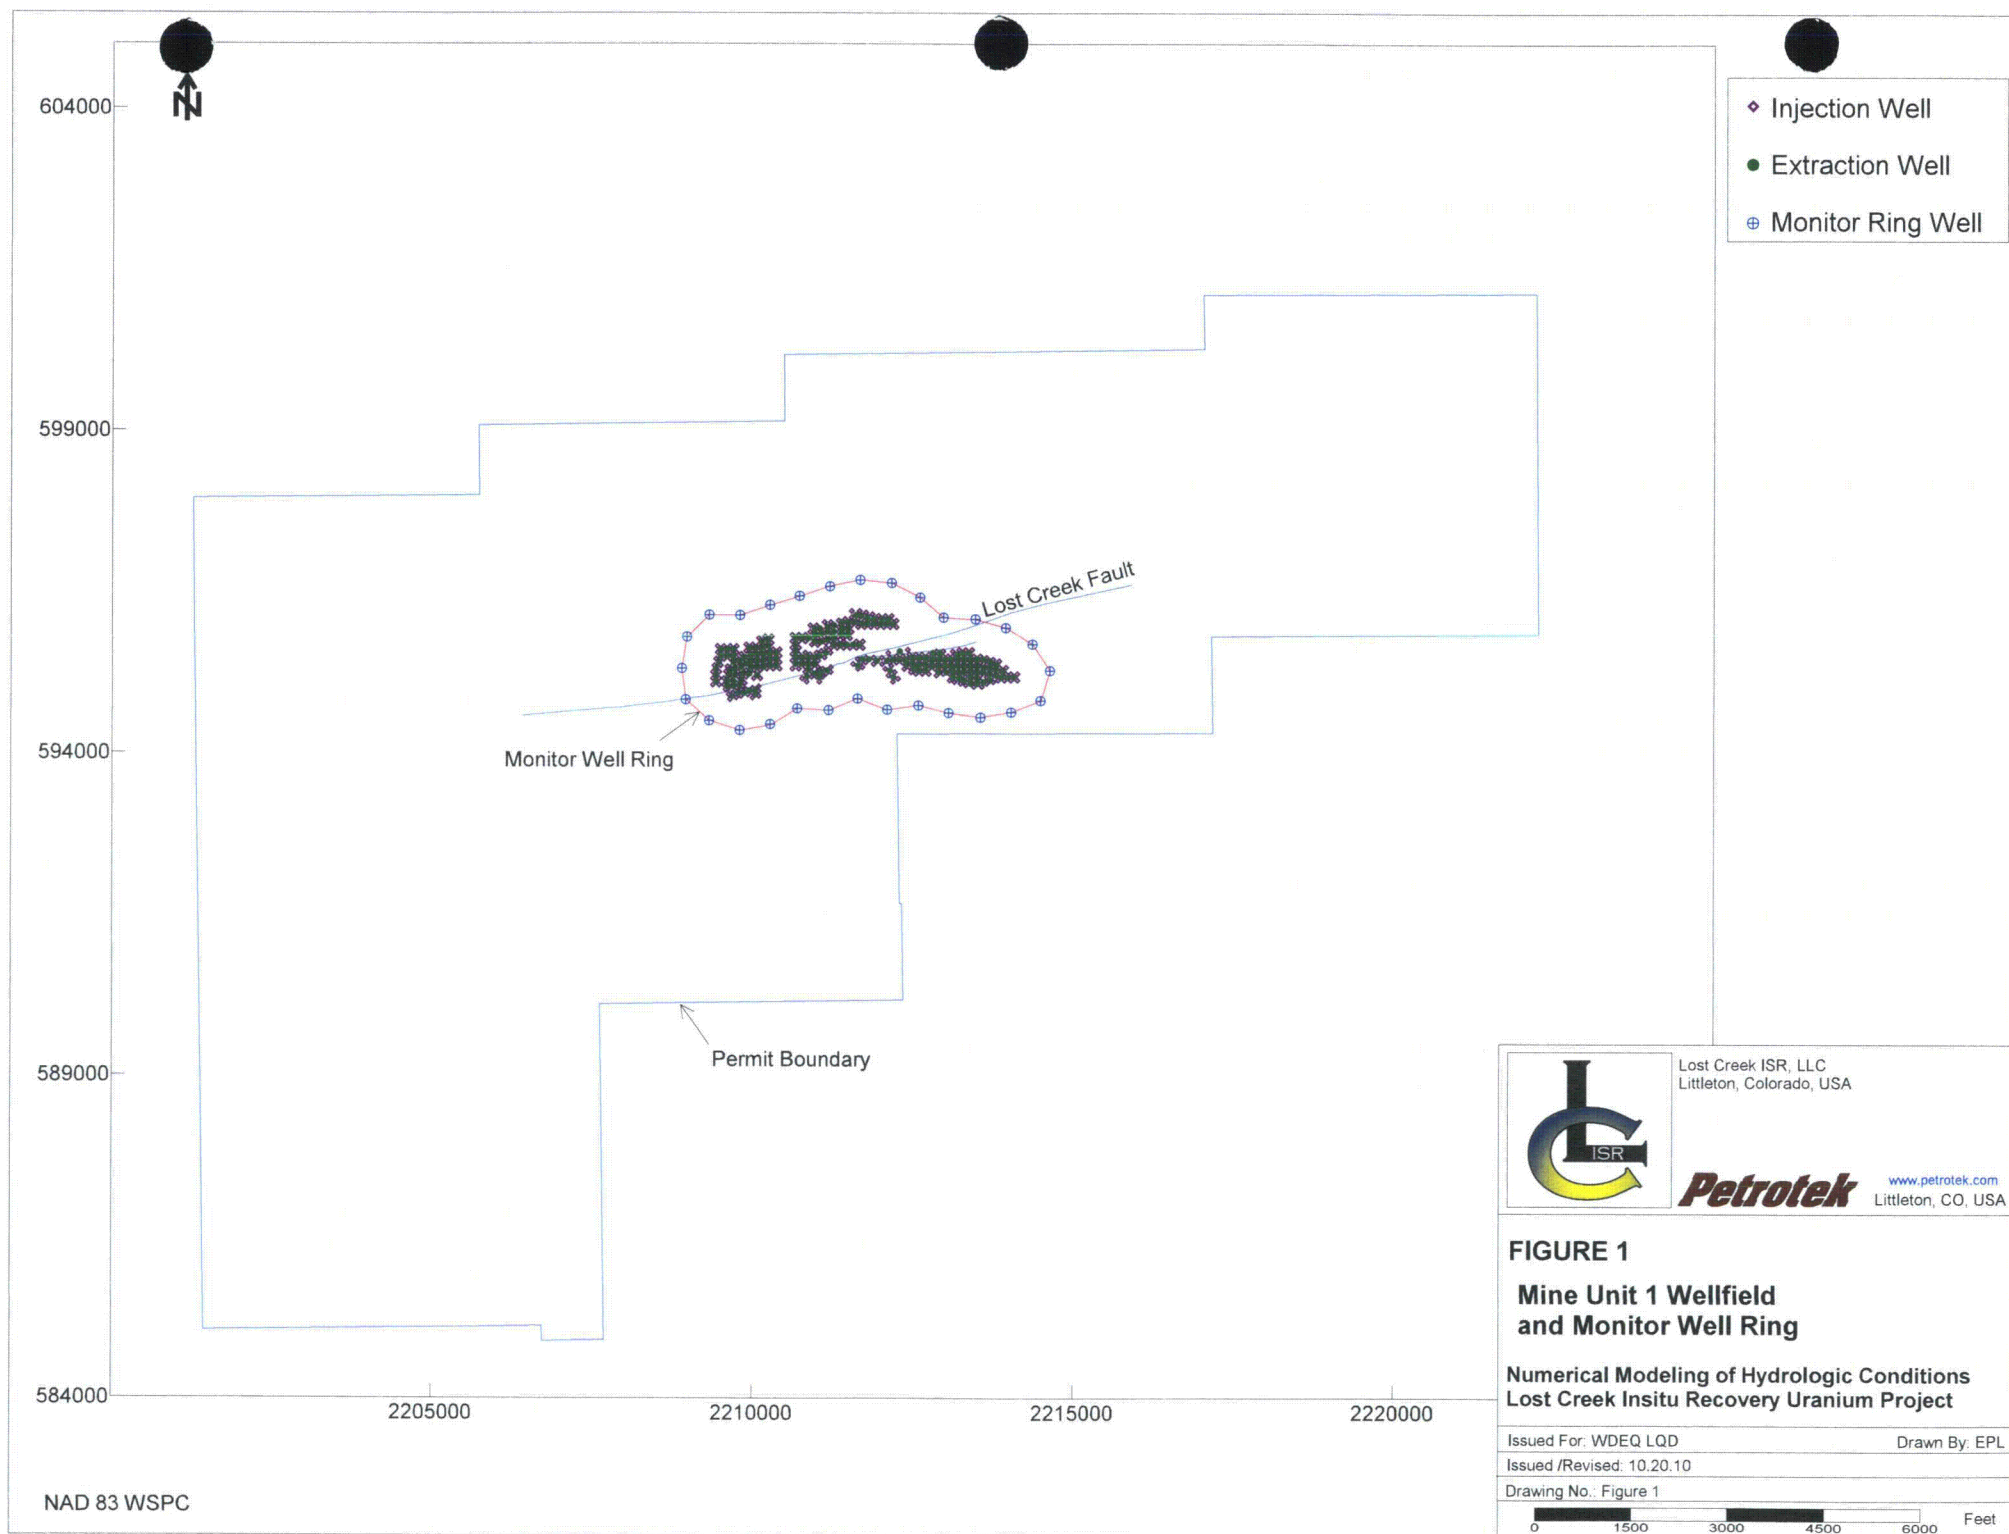 N
604000
599000
594000
589000
584000
2205000
2210000
2215000
2220000
Injection Well
Extraction Well
Monitor Ring Well
Lost Creek Fault
Monitor Well Ring
Permit Boundary
NAD 83 WSPC
LC ISR
Lost Creek ISR, LLC
Littleton, Colorado, USA
Petrotek
www.petrotek.com
Littleton, CO, USA
FIGURE 1
Mine Unit 1 Wellfield
and Monitor Well Ring
Numerical Modeling of Hydrologic Conditions
Lost Creek Insitu Recovery Uranium Project
Issued For: WDEQ LQD Drawn By: EPL
Issued /Revised: 10.20.10
Drawing No.: Figure 1
0 1500 3000 4500 6000 Feet